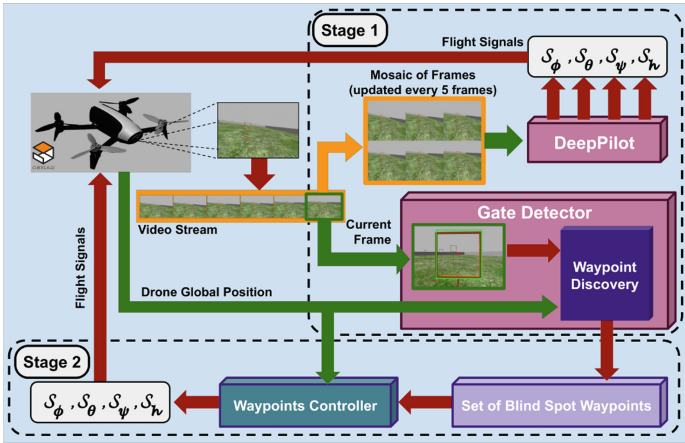 Stage 1
Flight Signals
𝒮_ϕ , 𝒮_θ , 𝒮_ψ , 𝒮_h
Mosaic of Frames
(updated every 5 frames)
DeepPilot
Video Stream
Current
Frame
Gate Detector
Waypoint
Discovery
Flight Signals
Drone Global Position
Stage 2
𝒮_ϕ , 𝒮_θ , 𝒮_ψ , 𝒮_h
Waypoints Controller
Set of Blind Spot Waypoints